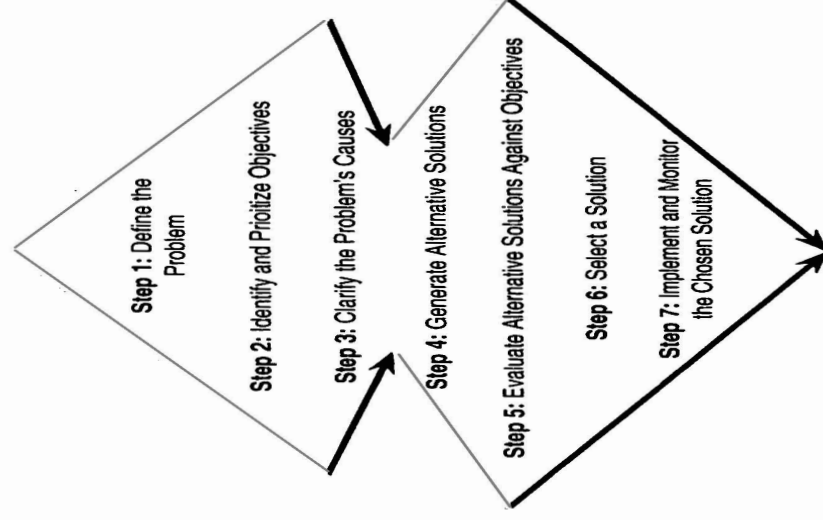 Step 1: Define the
Problem
Step 2: Identify and Prioitize Objectives
Step 3: Clarify the Problem's Causes
Step 4: Generate Alternative Solutions
Step 5: Evaluate Alternative Solutions Against Objectives
Step 6: Select a Solution
Step 7: Implement and Monitor
the Chosen Solution